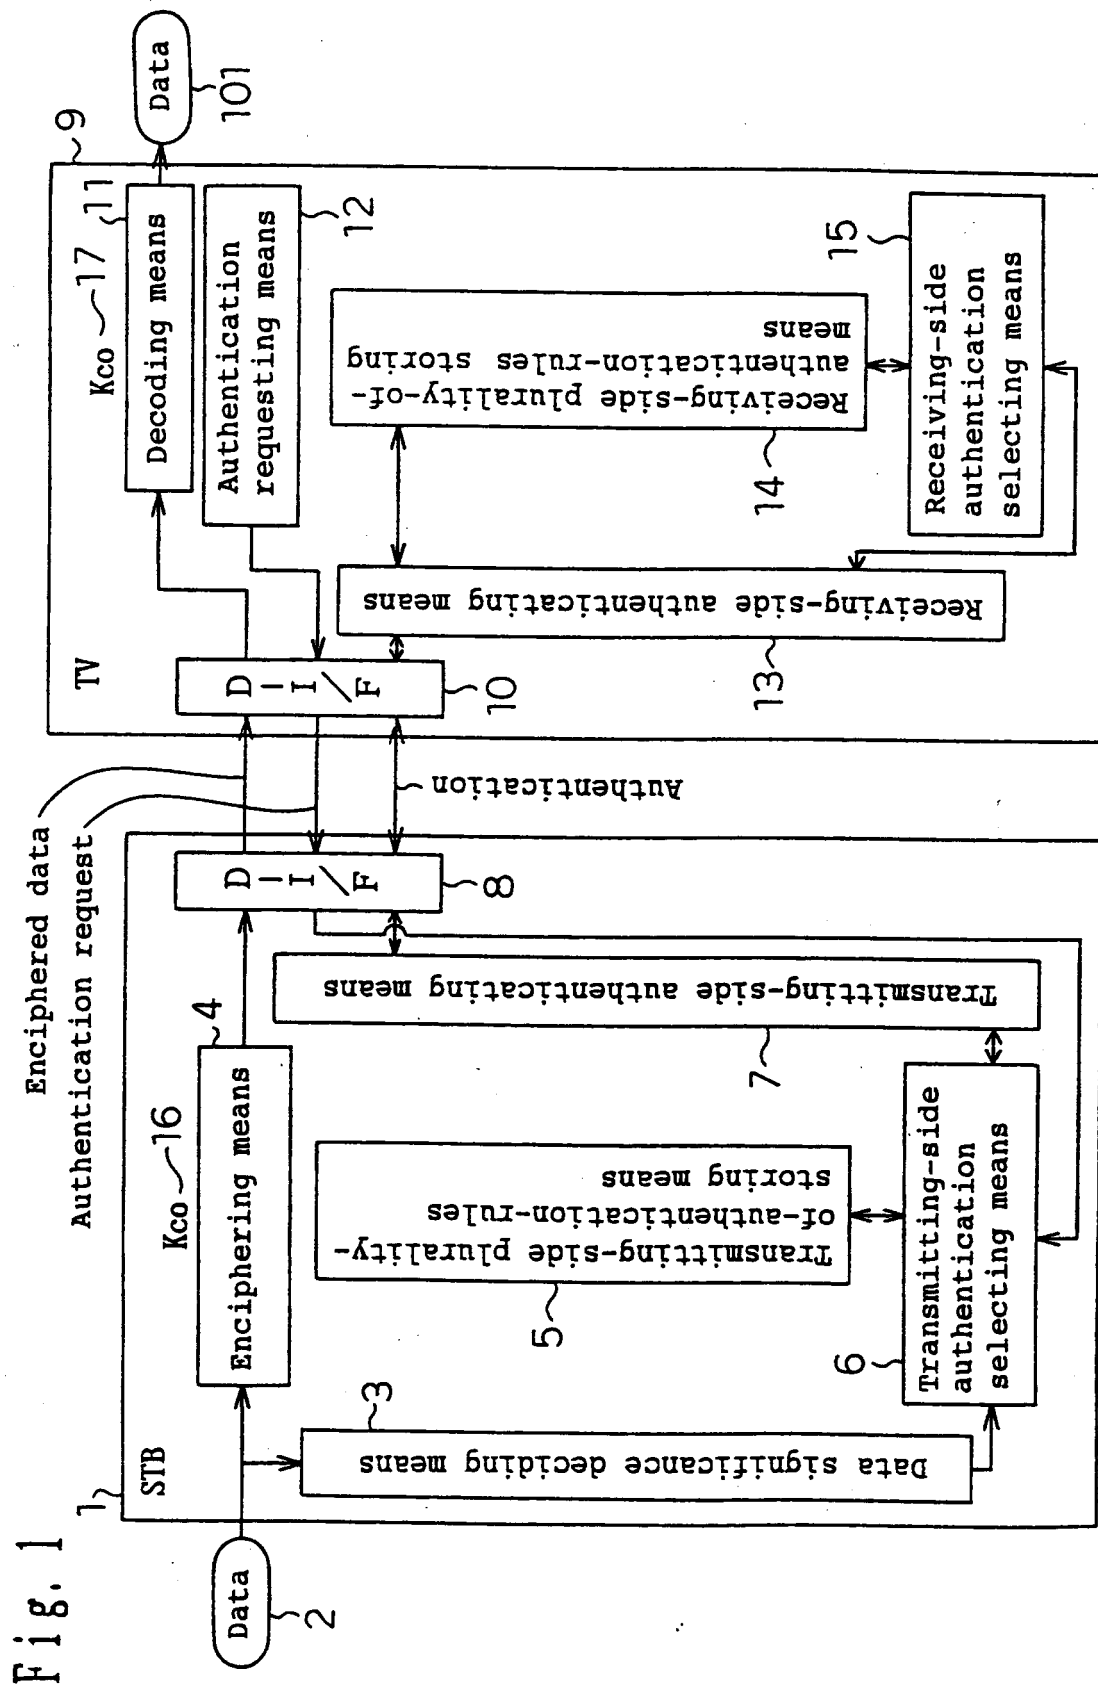 Fig. 1
1
STB
Data
2
Data significance deciding means
3
Kco
16
Enciphering means
4
Transmitting-side plurality-
of-authentication-rules
storing means
5
6
Transmitting-side
authentication
selecting means
Transmitting-side authenticating means
7
D-I/F
8
Enciphered data
Authentication request
Authentication
9
TV
D-I/F
10
Kco
17
11
Decoding means
Data
101
Authentication
requesting means
12
Receiving-side authenticating means
13
Receiving-side plurality-of-
authentication-rules storing
means
14
15
Receiving-side
authentication
selecting means